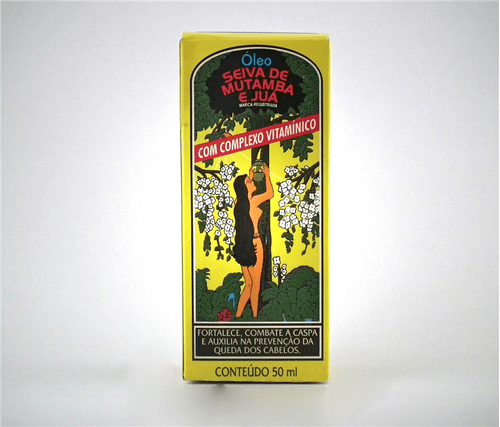 Óleo
SEIVA DE
MUTAMBA
E JUÁ
MARCA REGISTRADA
COM COMPLEXO VITAMÍNICO
FORTALECE, COMBATE A CASPA
E AUXILIA NA PREVENÇÃO DA
QUEDA DOS CABELOS.
CONTEÚDO 50 ml